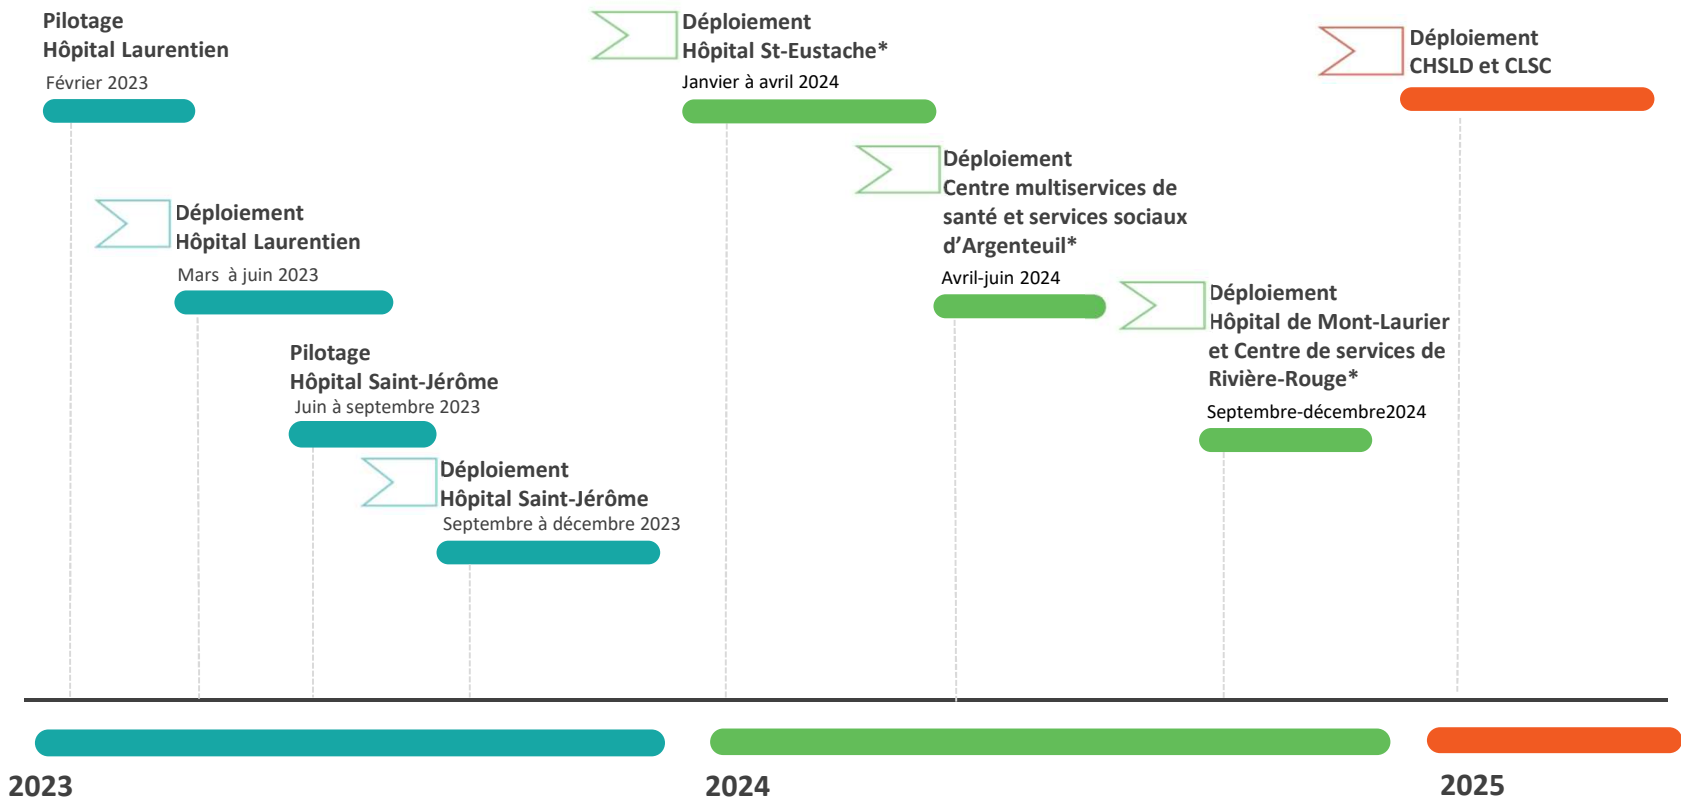 Pilotage
Hôpital Laurentien
Février 2023
Déploiement
Hôpital Laurentien
Mars à juin 2023
Pilotage
Hôpital Saint-Jérôme
Juin à septembre 2023
Déploiement
Hôpital Saint-Jérôme
Septembre à décembre 2023
Déploiement
Hôpital St-Eustache*
Janvier à avril 2024
Déploiement
Centre multiservices de
santé et services sociaux
d’Argenteuil*
Avril-juin 2024
Déploiement
Hôpital de Mont-Laurier
et Centre de services de
Rivière-Rouge*
Septembre-décembre2024
Déploiement
CHSLD et CLSC
2023
2024
2025